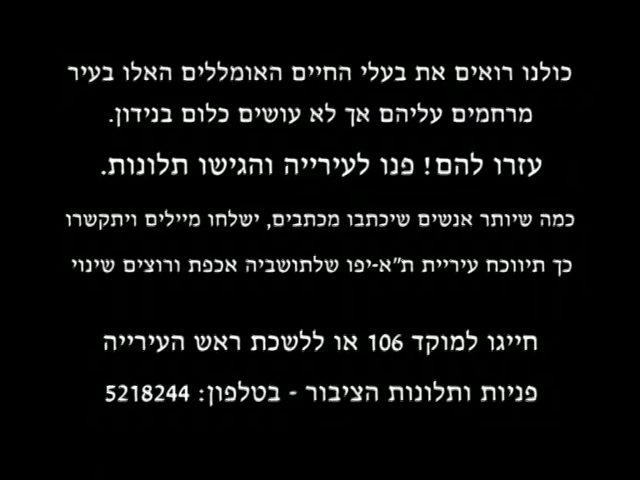 כולנו רואים את בעלי החיים האומללים האלו בעיר
מרחמים עליהם אך לא עושים כלום בנידון.
עזרו להם! פנו לעירייה והגישו תלונות.
כמה שיותר אנשים שיכתבו מכתבים, ישלחו מיילים ויתקשרו
כך תיווכח עיריית ת"א-יפו שלתושביה אכפת ורוצים שינוי
חייגו למוקד 106 או ללשכת ראש העירייה
פניות ותלונות הציבור - בטלפון: 5218244